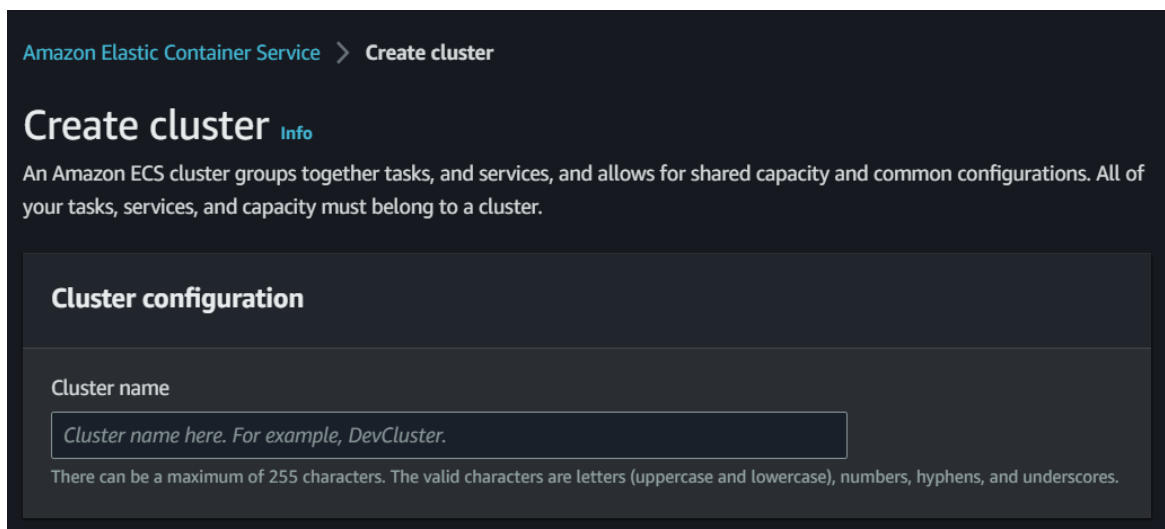 Amazon Elastic Container Service > Create cluster
Create cluster Info
An Amazon ECS cluster groups together tasks, and services, and allows for shared capacity and common configurations. All of
your tasks, services, and capacity must belong to a cluster.
Cluster configuration
Cluster name
Cluster name here. For example, DevCluster.
There can be a maximum of 255 characters. The valid characters are letters (uppercase and lowercase), numbers, hyphens, and underscores.